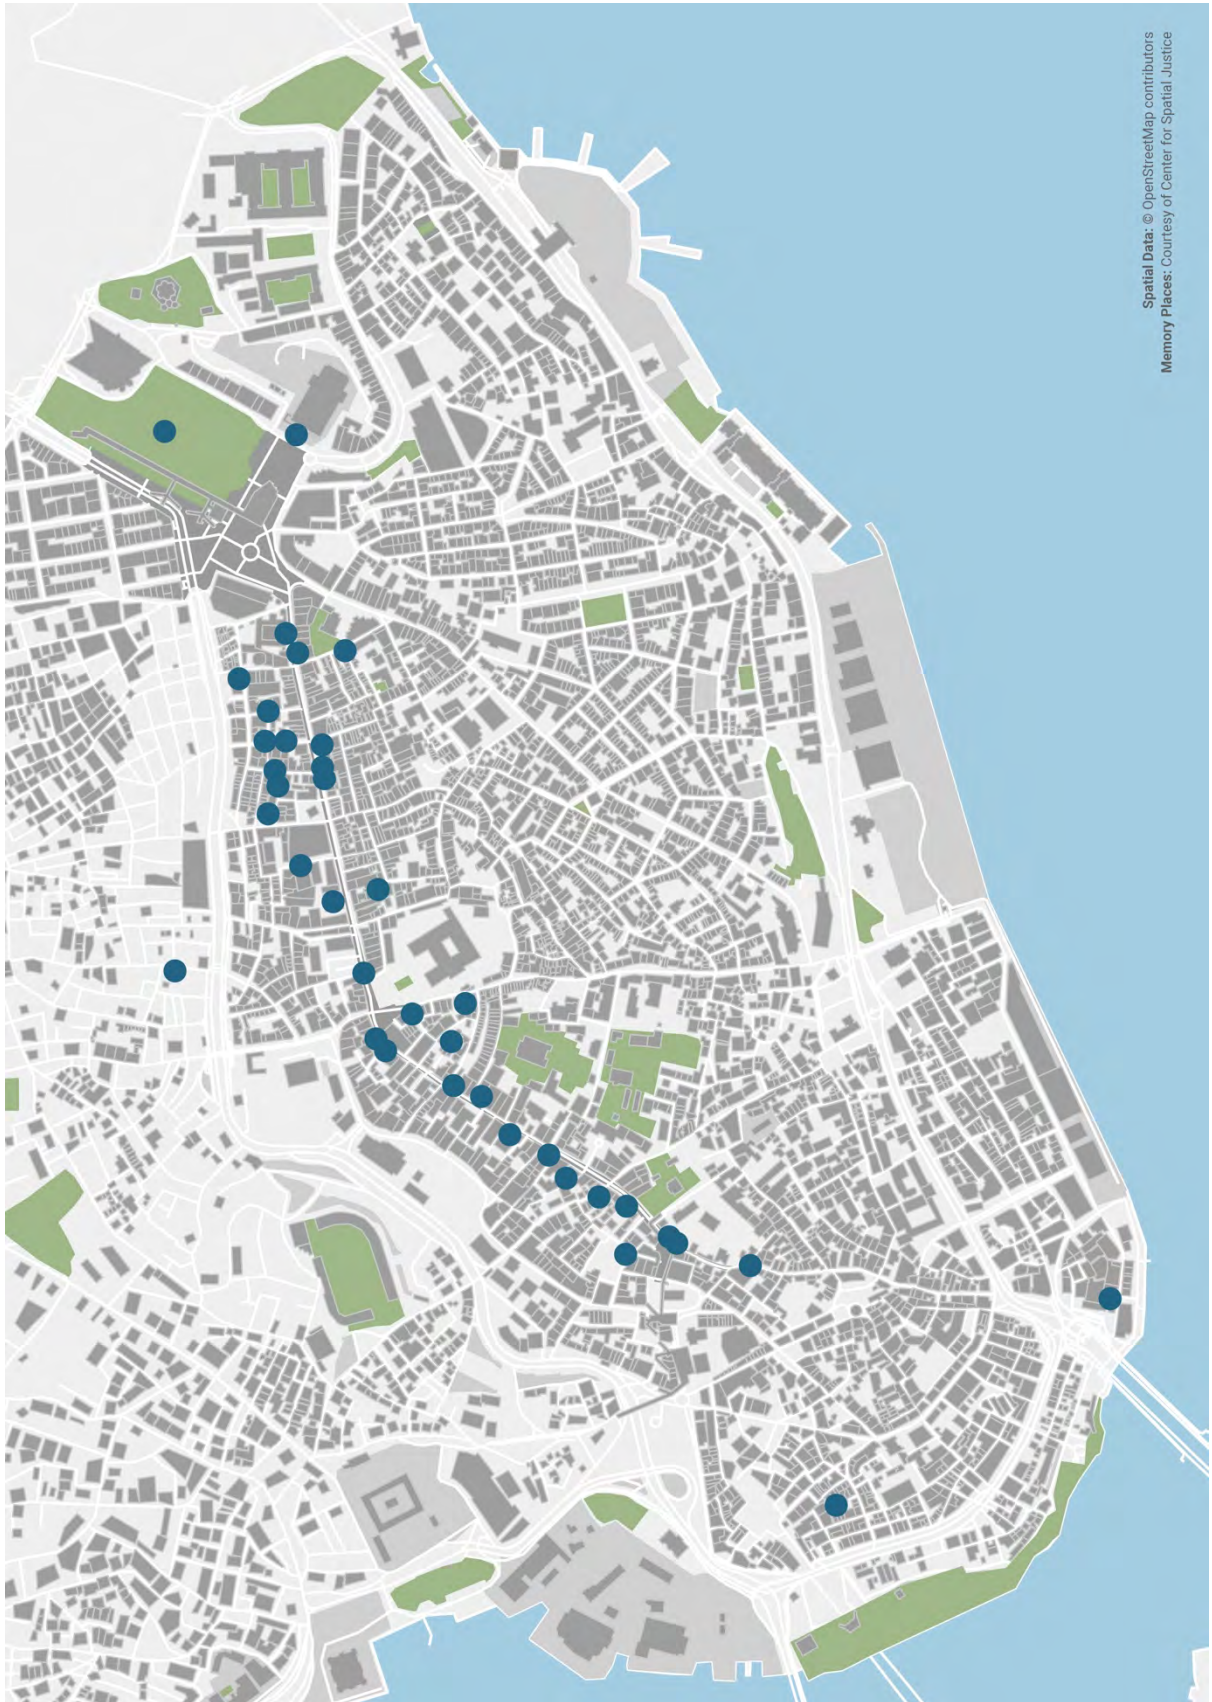 Spatial Data: © OpenStreetMap contributors
Memory Places: Courtesy of Center for Spatial Justice